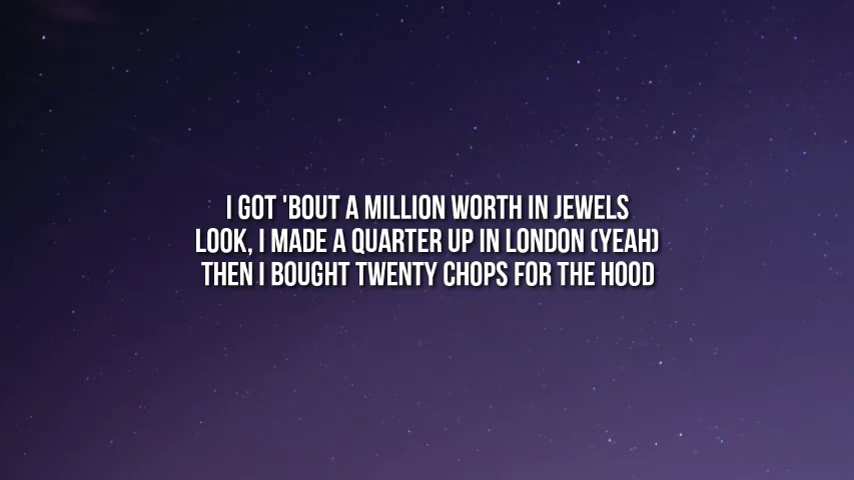 I GOT 'BOUT A MILLION WORTH IN JEWELS
LOOK, I MADE A QUARTER UP IN LONDON (YEAH)
THEN I BOUGHT TWENTY CHOPS FOR THE HOOD